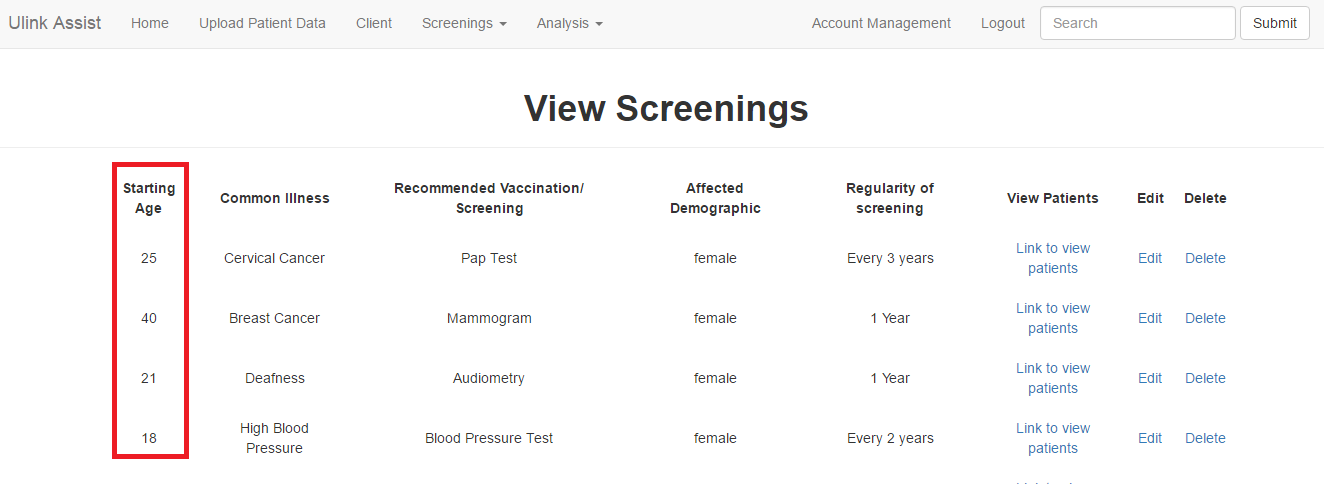 Ulink Assist Home Upload Patient Data Client Screenings Analysis Account Management Logout Search Submit
View Screenings
Starting Age Common Illness Recommended Vaccination/ Screening Affected Demographic Regularity of screening View Patients Edit Delete
25 Cervical Cancer Pap Test female Every 3 years Link to view patients Edit Delete
40 Breast Cancer Mammogram female 1 Year Link to view patients Edit Delete
21 Deafness Audiometry female 1 Year Link to view patients Edit Delete
18 High Blood Pressure Blood Pressure Test female Every 2 years Link to view patients Edit Delete